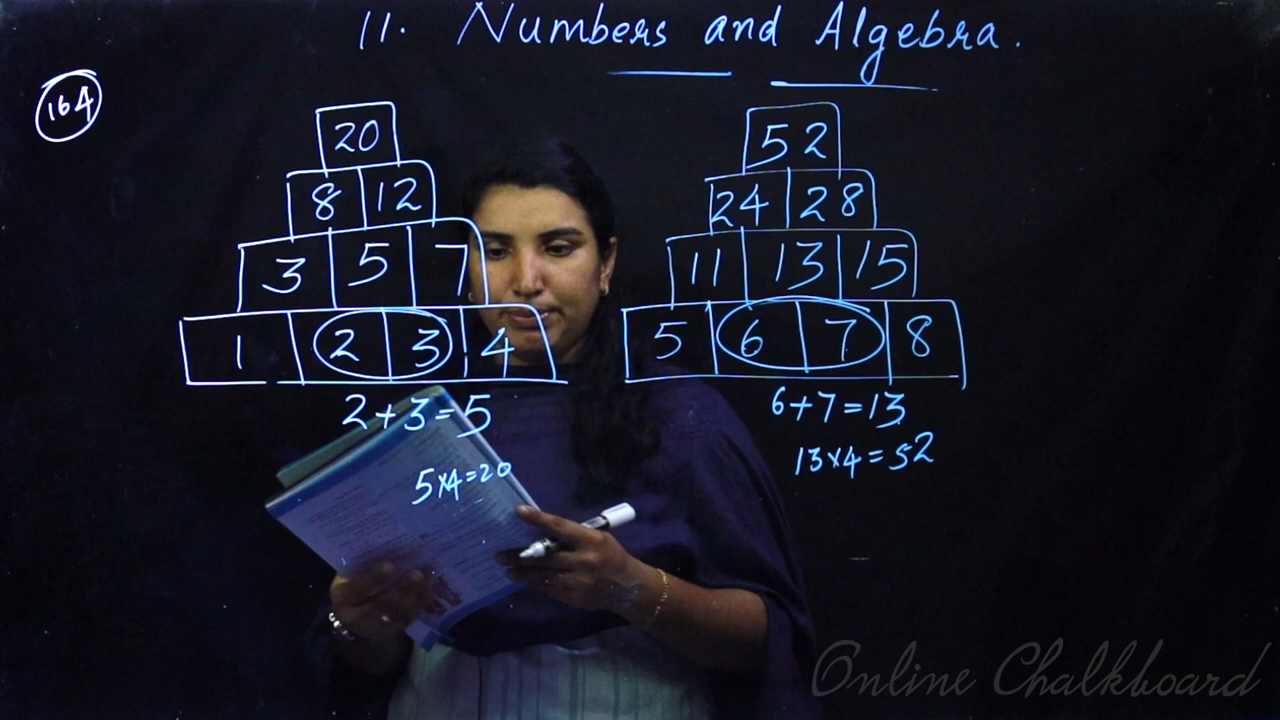 11. Numbers and Algebra.
164
20
8 12
3 5 7
1 2 3 4
2+3=5
5×4=20
52
24 28
11 13 15
5 6 7 8
6+7=13
13×4=52
Online Chalkboard